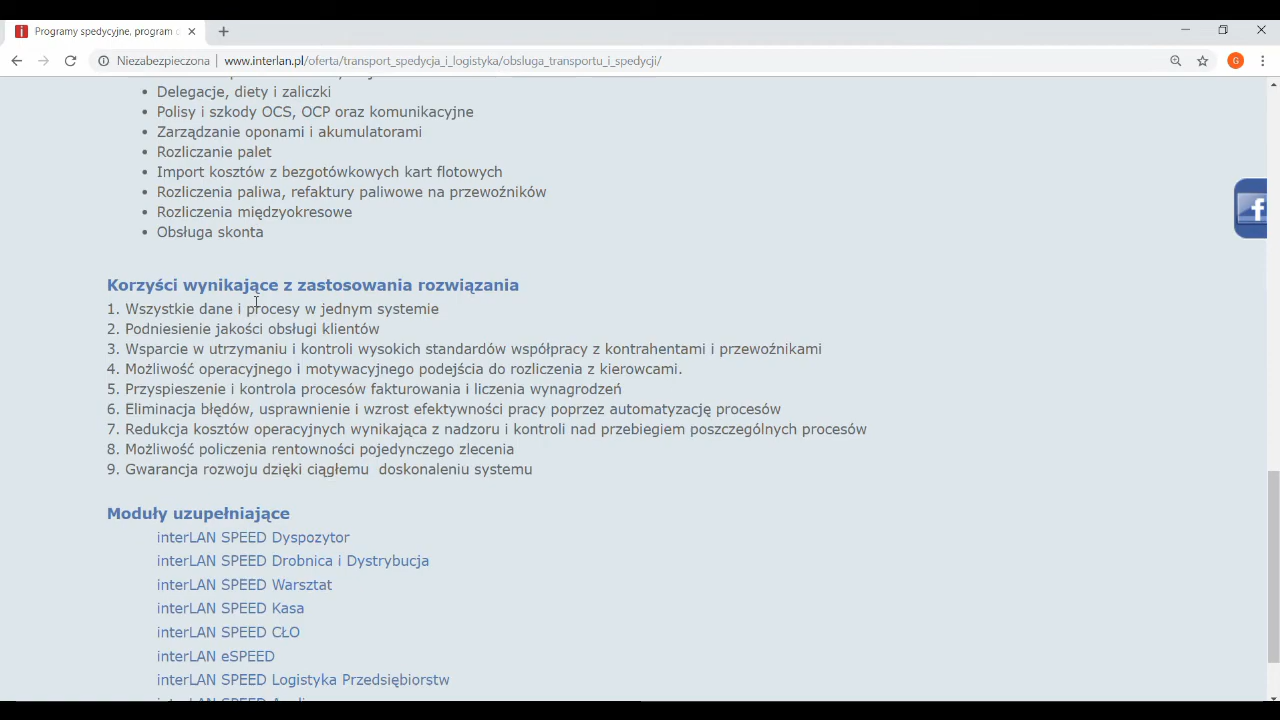 Programy spedycyjne, program
Niezabezpieczona
www.interlan.pl/oferta/transport_spedycja_i_logistyka/obsluga_transportu_i_spedycji/
G
• Delegacje, diety i zaliczki
• Polisy i szkody OCS, OCP oraz komunikacyjne
• Zarządzanie oponami i akumulatorami
• Rozliczanie palet
• Import kosztów z bezgotówkowych kart flotowych
• Rozliczenia paliwa, refaktury paliwowe na przewoźników
• Rozliczenia międzyokresowe
• Obsługa skonta
f
Korzyści wynikające z zastosowania rozwiązania
1. Wszystkie dane i procesy w jednym systemie
2. Podniesienie jakości obsługi klientów
3. Wsparcie w utrzymaniu i kontroli wysokich standardów współpracy z kontrahentami i przewoźnikami
4. Możliwość operacyjnego i motywacyjnego podejścia do rozliczenia z kierowcami.
5. Przyspieszenie i kontrola procesów fakturowania i liczenia wynagrodzeń
6. Eliminacja błędów, usprawnienie i wzrost efektywności pracy poprzez automatyzację procesów
7. Redukcja kosztów operacyjnych wynikająca z nadzoru i kontroli nad przebiegiem poszczególnych procesów
8. Możliwość policzenia rentowności pojedynczego zlecenia
9. Gwarancja rozwoju dzięki ciągłemu  doskonaleniu systemu
Moduły uzupełniające
interLAN SPEED Dyspozytor
interLAN SPEED Drobnica i Dystrybucja
interLAN SPEED Warsztat
interLAN SPEED Kasa
interLAN SPEED CŁO
interLAN eSPEED
interLAN SPEED Logistyka Przedsiębiorstw